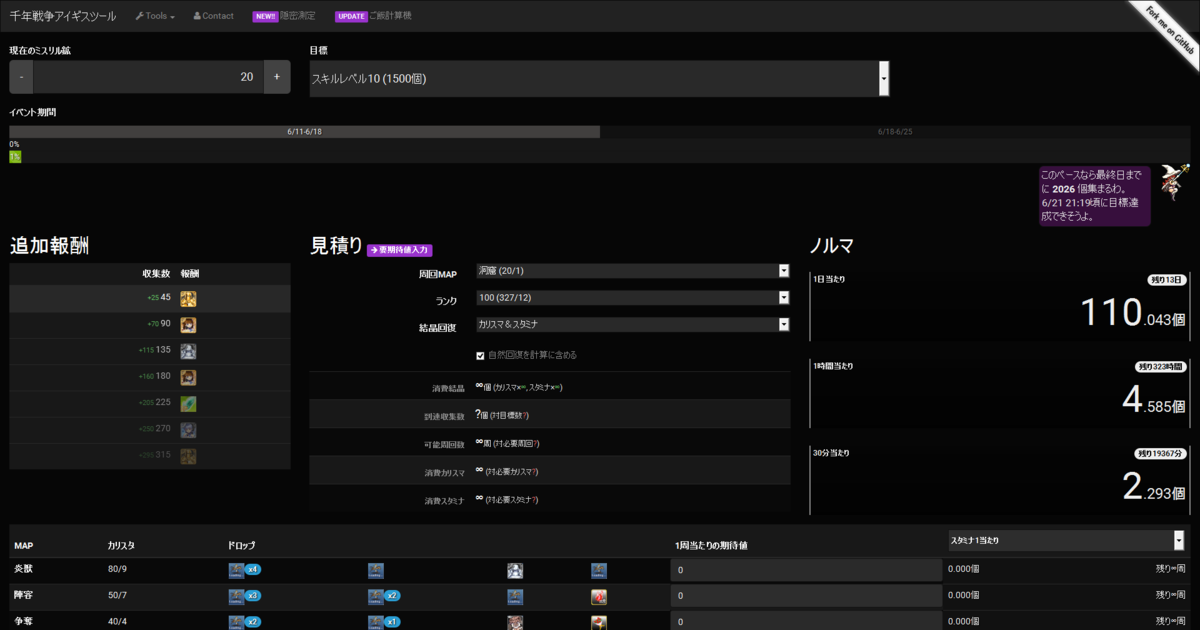 千年戦争アイギスツール Tools Contact NEW!! 隠密測定 UPDATE ご飯計算機
Fork me on GitHub
現在のミスリル鉱 目標
- 20 + スキルレベル10 (1500個)
イベント期間
6/11-6/18 6/18-6/25
0%
1%
このペースなら最終日まで
に 2026 個集まるわ。
6/21 21:19頃に目標達
成できそうよ。
追加報酬
収集数 報酬
+25 45
+70 90
+115 135
+160 180
+205 225
+250 270
+295 315
見積り →要期待値入力
周回MAP 洞窟 (20/1)
ランク 100 (327/12)
結晶回復 カリスマ＆スタミナ
自然回復を計算に含める
消費結晶 ∞個 (カリスマ×∞, スタミナ×∞)
到達収集数 ?個 (対目標数?)
可能周回数 ∞周 (対必要周回?)
消費カリスマ ∞ (対必要カリスマ?)
消費スタミナ ∞ (対必要スタミナ?)
ノルマ
1日当たり 残り13日
110.043個
1時間当たり 残り323時間
4.585個
30分当たり 残り19367分
2.293個
MAP カリスタ ドロップ 1周当たりの期待値 スタミナ1当たり
炎獣 80/9 x4 0 0.000個 残り∞周
陣容 50/7 x3 x2 0 0.000個 残り∞周
争奪 40/4 x2 x1 0 0.000個 残り∞周